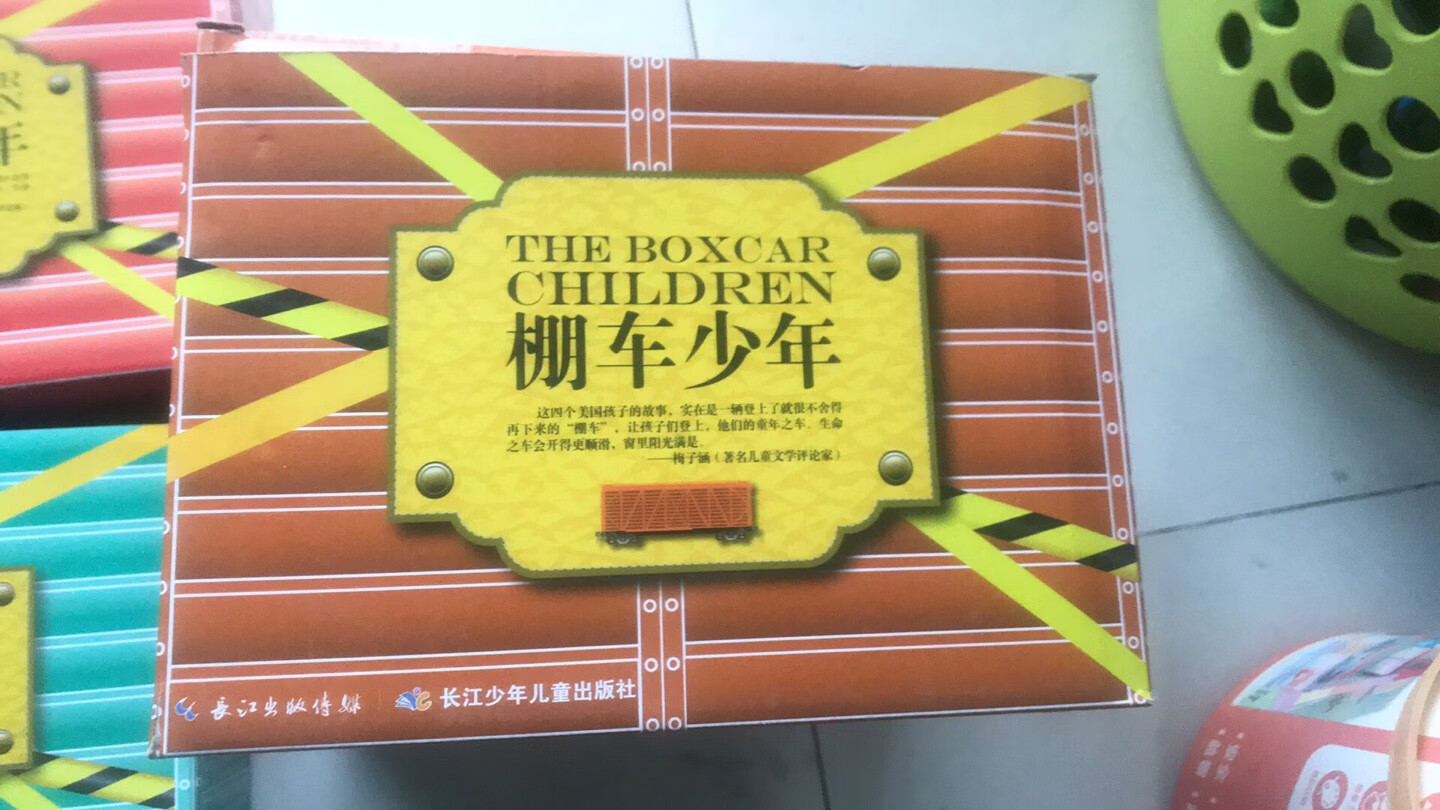 THE BOXCAR
CHILDREN
棚车少年
这四个美国孩子的故事，实在是一辆登上了就很不舍得
再下来的“棚车”，让孩子们登上，他们的童年之车、生命
之车会开得更顺滑，窗里阳光满是。
——梅子涵（著名儿童文学评论家）
长江出版传媒
长江少年儿童出版社
年